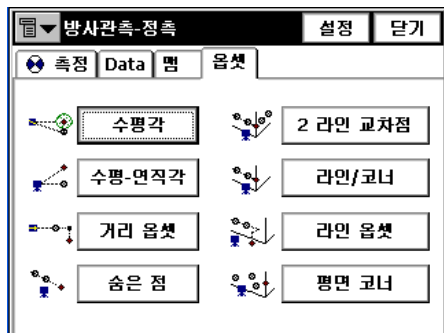 방사관측-정측 설정 닫기
측정 Data 맵 옵셋
수평각 2 라인 교차점
수평-연직각 라인/코너
거리 옵셋 라인 옵셋
숨은 점 평면 코너